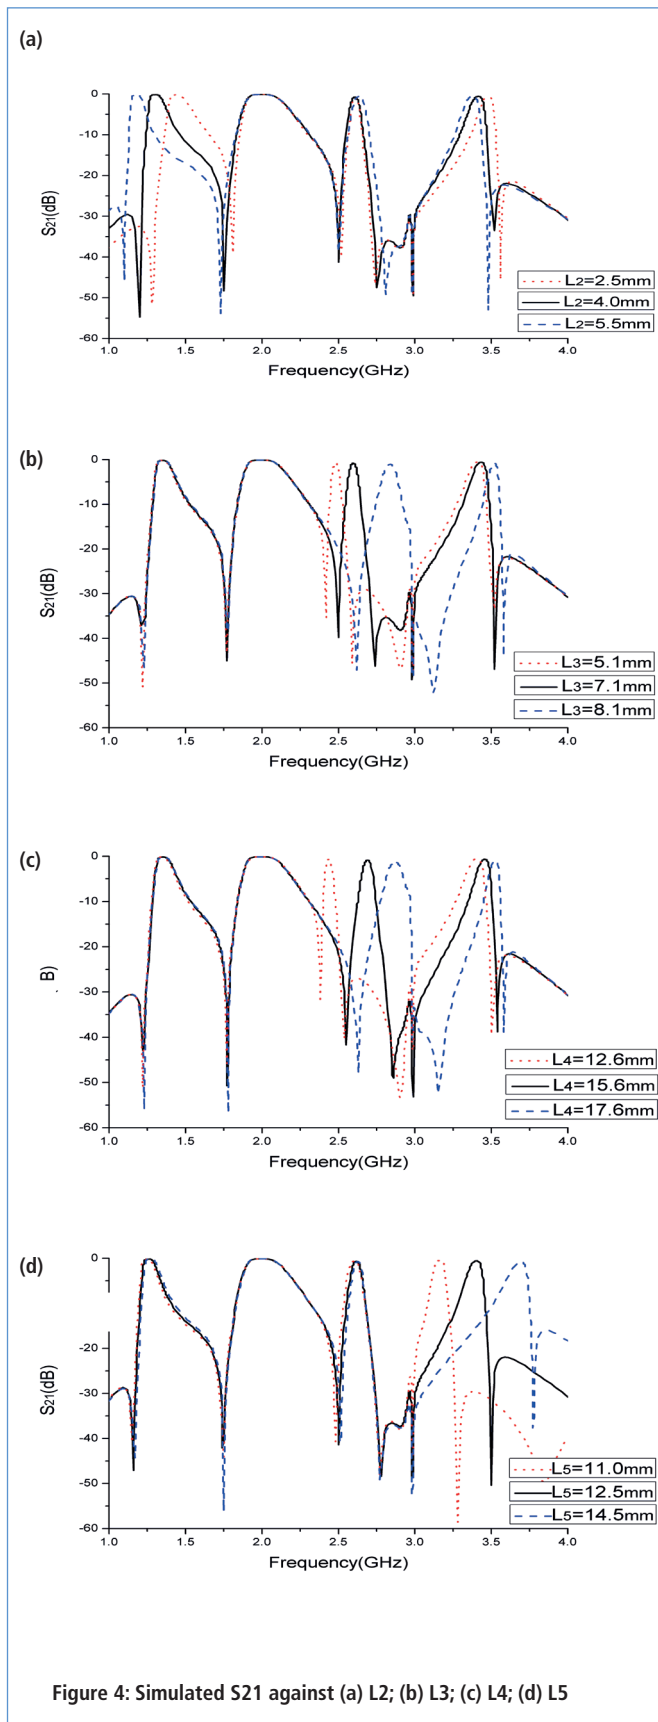 (a)
0
-10
-20
-30
-40
-50
-60
S21(dB)
L2=2.5mm
L2=4.0mm
L2=5.5mm
1.0 1.5 2.0 2.5 3.0 3.5 4.0
Frequency(GHz)
(b)
0
-10
-20
-30
-40
-50
-60
S21(dB)
L3=5.1mm
L3=7.1mm
L3=8.1mm
1.0 1.5 2.0 2.5 3.0 3.5 4.0
Frequency(GHz)
(c)
0
-10
-20
-30
-40
-50
-60
B)
L4=12.6mm
L4=15.6mm
L4=17.6mm
1.0 1.5 2.0 2.5 3.0 3.5 4.0
Frequency(GHz)
(d)
0
-20
-30
-40
-50
-60
S21(dB)
L5=11.0mm
L5=12.5mm
L5=14.5mm
1.0 1.5 2.0 2.5 3.0 3.5 4.0
Frequency(GHz)
Figure 4: Simulated S21 against (a) L2; (b) L3; (c) L4; (d) L5